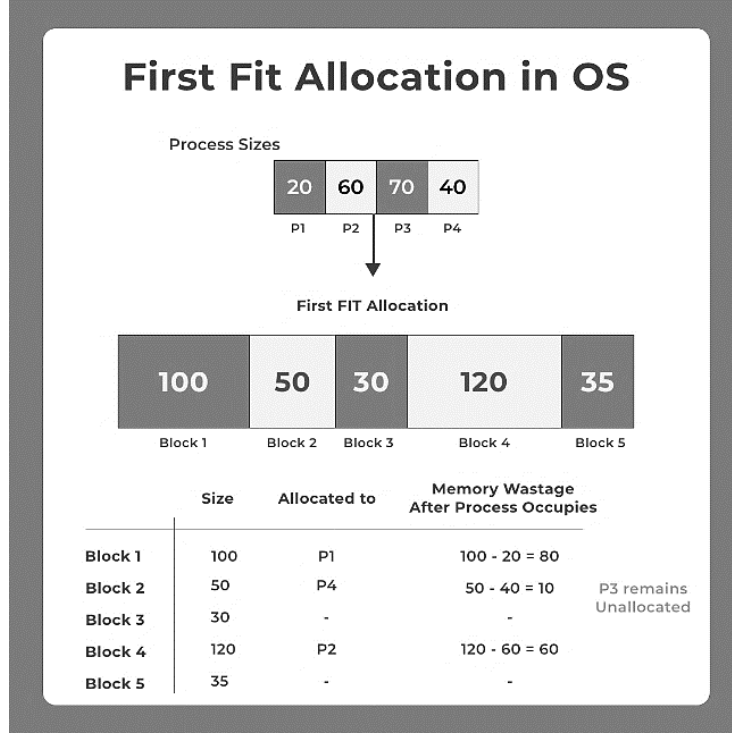 First Fit Allocation in OS
Process Sizes
20 60 70 40
P1 P2 P3 P4
First FIT Allocation
100 50 30 120 35
Block 1 Block 2 Block 3 Block 4 Block 5
Size Allocated to Memory Wastage
After Process Occupies
Block 1 100 P1 100 - 20 = 80
Block 2 50 P4 50 - 40 = 10
P3 remains
Unallocated
Block 3 30 - -
Block 4 120 P2 120 - 60 = 60
Block 5 35 - -